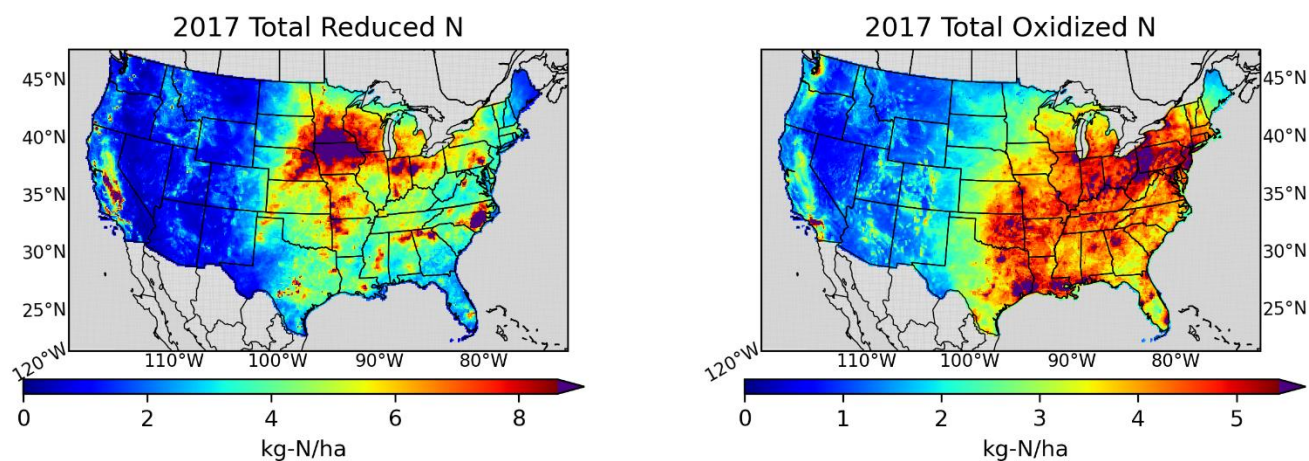 2017 Total Reduced N
2017 Total Oxidized N
45°N
40°N
35°N
30°N
25°N
120°W
110°W
100°W
90°W
80°W
45°N
40°N
35°N
30°N
25°N
120°W
110°W
100°W
90°W
80°W
0 2 4 6 8
kg-N/ha
0 1 2 3 4 5
kg-N/ha